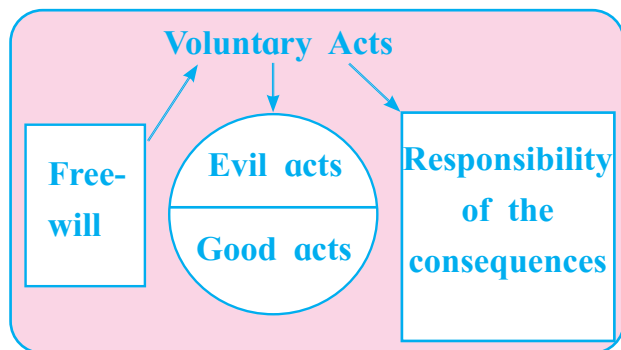 Voluntary Acts
Free-
will
Evil acts
Good acts
Responsibility
of the
consequences